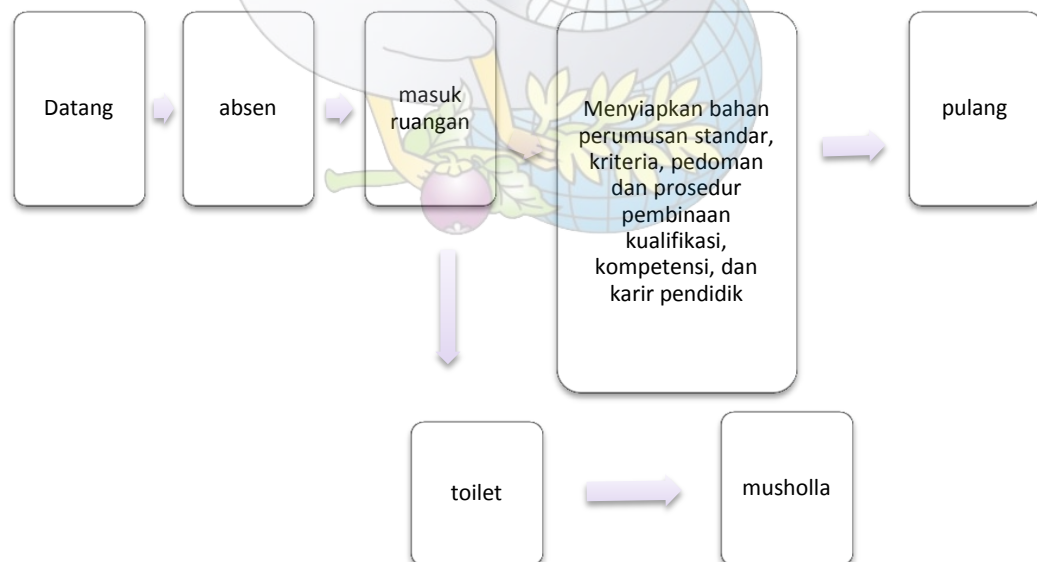 Datang
absen
masuk
ruangan
Menyiapkan bahan
perumusan standar,
kriteria, pedoman
dan prosedur
pembinaan
kualifikasi,
kompetensi, dan
karir pendidik
pulang
toilet
musholla